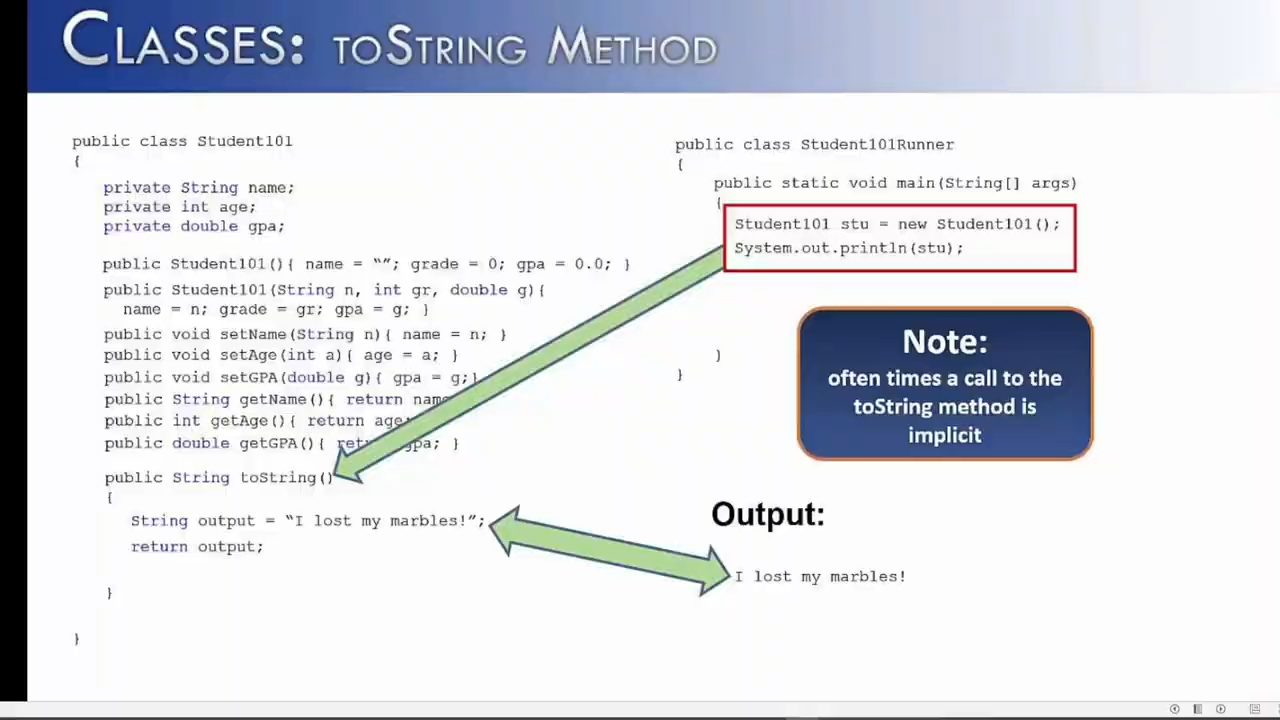 CLASSES: TOSTRING METHOD
public class Student101
{
private String name;
private int age;
private double gpa;
public Student101(){ name = “”; grade = 0; gpa = 0.0; }
public Student101(String n, int gr, double g){
name = n; grade = gr; gpa = g; }
public void setName(String n){ name = n; }
public void setAge(int a){ age = a; }
public void setGPA(double g){ gpa = g;}
public String getName(){ return name
public int getAge(){ return age;
public double getGPA(){ gpa; }
public String toString()
{
String output = “I lost my marbles!”;
return output;
}
}
public class Student101Runner
{
public static void main(String[] args)
{
Student101 stu = new Student101();
System.out.println(stu);
}
}
Note:
often times a call to the
toString method is
implicit
Output:
I lost my marbles!